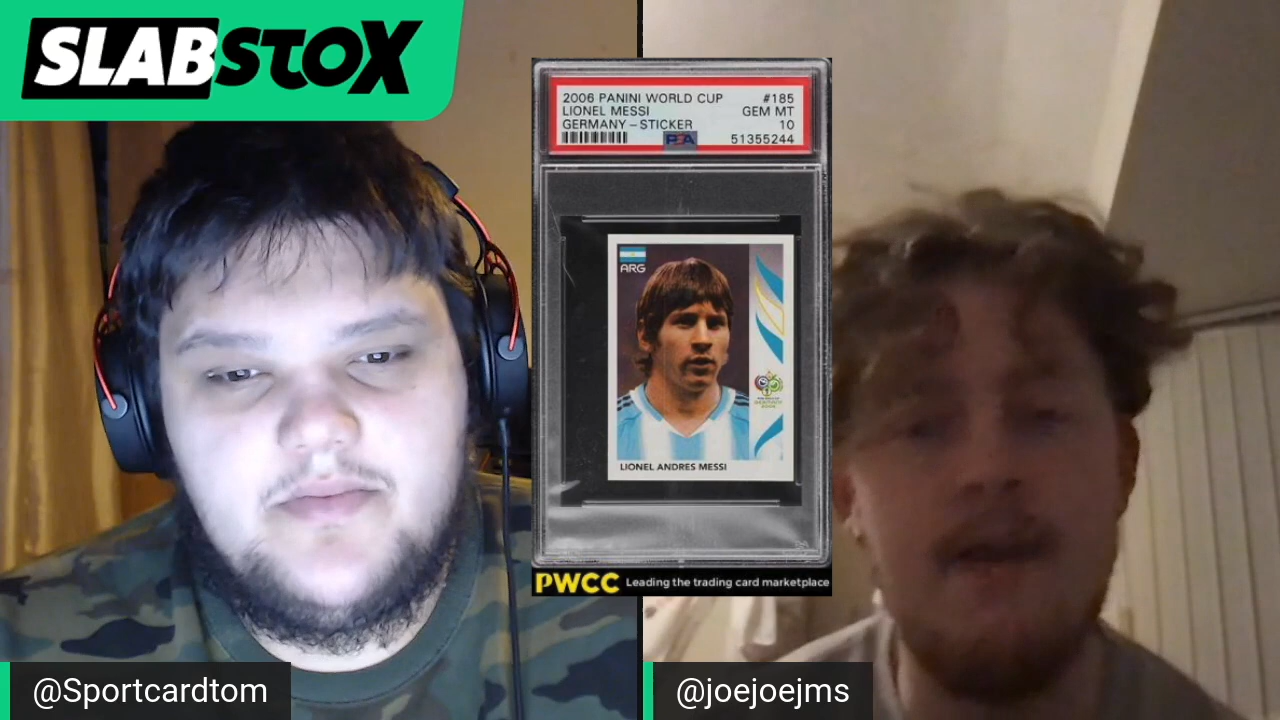 SLABSTOX
2006 PANINI WORLD CUP #185
LIONEL MESSI GEM MT
GERMANY – STICKER 10
PSA 51355244
ARG
LIONEL ANDRES MESSI
PWCC Leading the trading card marketplace
@Sportcardtom
@joejoejms